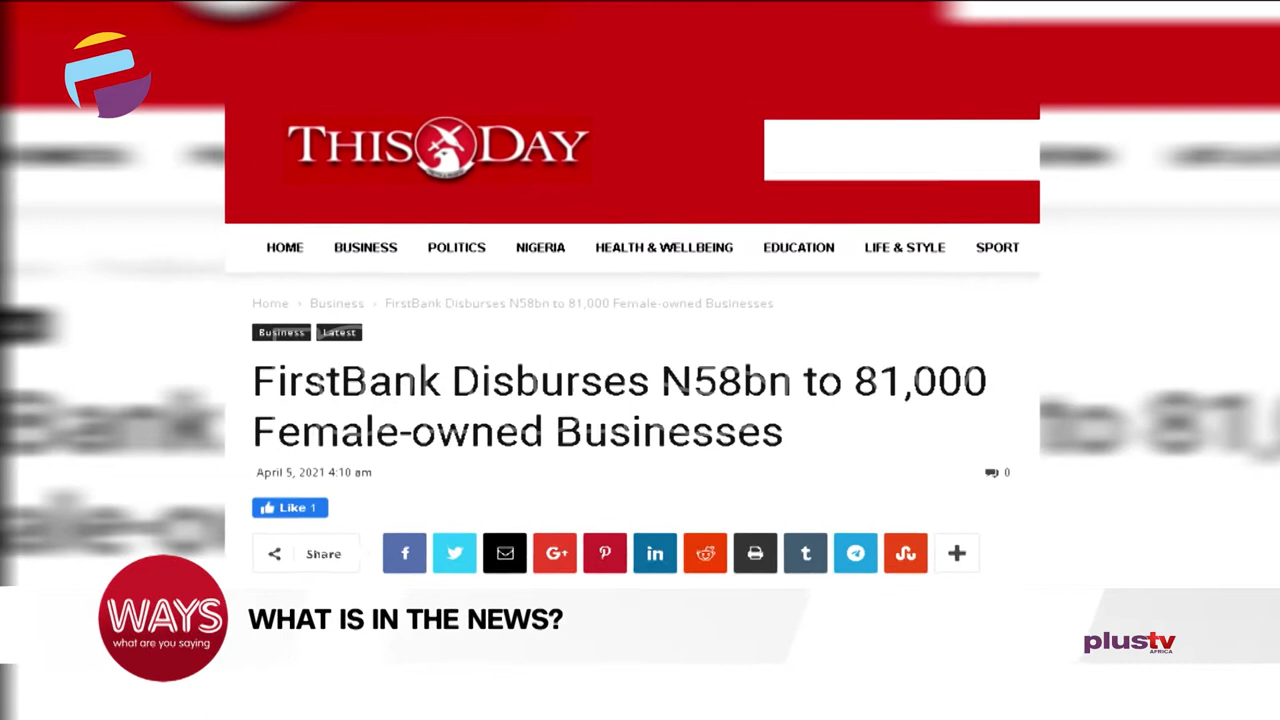 THIS DAY
HOME BUSINESS POLITICS NIGERIA HEALTH & WELLBEING EDUCATION LIFE & STYLE SPORT
Home › Business › FirstBank Disburses N58bn to 81,000 Female-owned Businesses
Business Latest
FirstBank Disburses N58bn to 81,000
Female-owned Businesses
April 5, 2021 4:10 am
0
Like 1
Share
WAYS
what are you saying
WHAT IS IN THE NEWS?
plustv
AFRICA